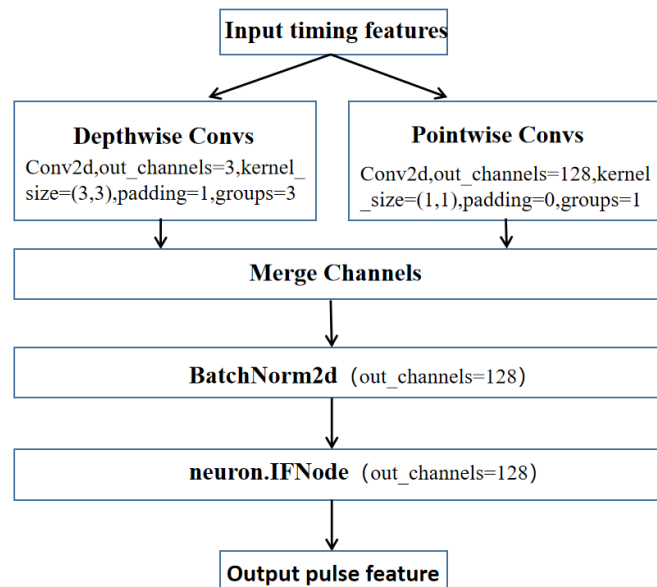 Input timing features
Depthwise Convs
Conv2d,out_channels=3,kernel_
size=(3,3),padding=1,groups=3
Pointwise Convs
Conv2d,out_channels=128,kernel
_size=(1,1),padding=0,groups=1
Merge Channels
BatchNorm2d (out_channels=128)
neuron.IFNode (out_channels=128)
Output pulse feature